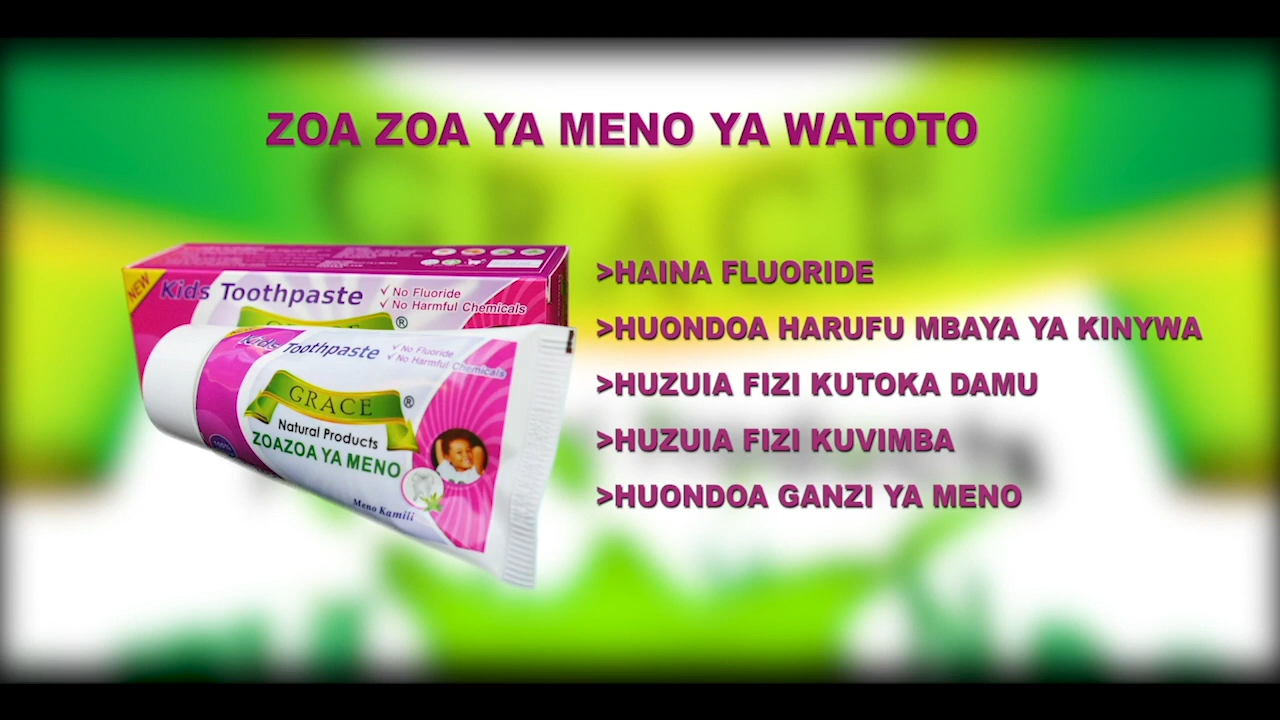 ZOA ZOA YA MENO YA WATOTO
>HAINA FLUORIDE
>HUONDOA HARUFU MBAYA YA KINYWA
>HUZUIA FIZI KUTOKA DAMU
>HUZUIA FIZI KUVIMBA
>HUONDOA GANZI YA MENO
NEW
Kids Toothpaste
√ No Fluoride
√ No Harmful Chemicals
GRACE ®
Kids Toothpaste
√ No Fluoride
√ No Harmful Chemicals
GRACE ®
Natural Products
ZOAZOA YA MENO
Meno Kamili